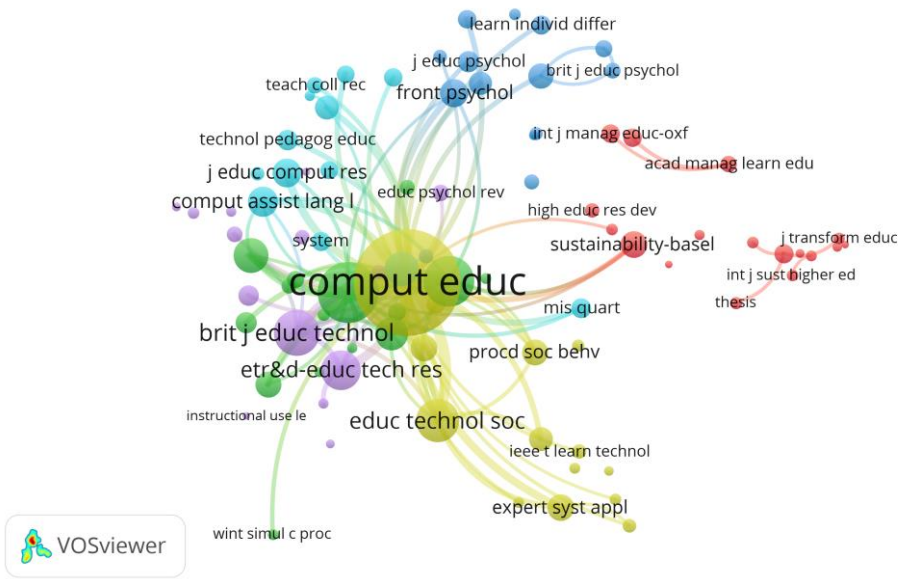 learn individ differ
j educ psychol
brit j educ psychol
teach coll rec
front psychol
int j manag educ-oxf
technol pedagog educ
acad manag learn edu
j educ comput res
educ psychol rev
comput assist lang l
high educ res dev
system
sustainability-basel
j transform educ
comput educ
int j sust higher ed
thesis
mis quart
brit j educ technol
procd soc behv
etr&d-educ tech res
instructional use le
educ technol soc
ieee t learn technol
expert syst appl
wint simul c proc
VOSviewer